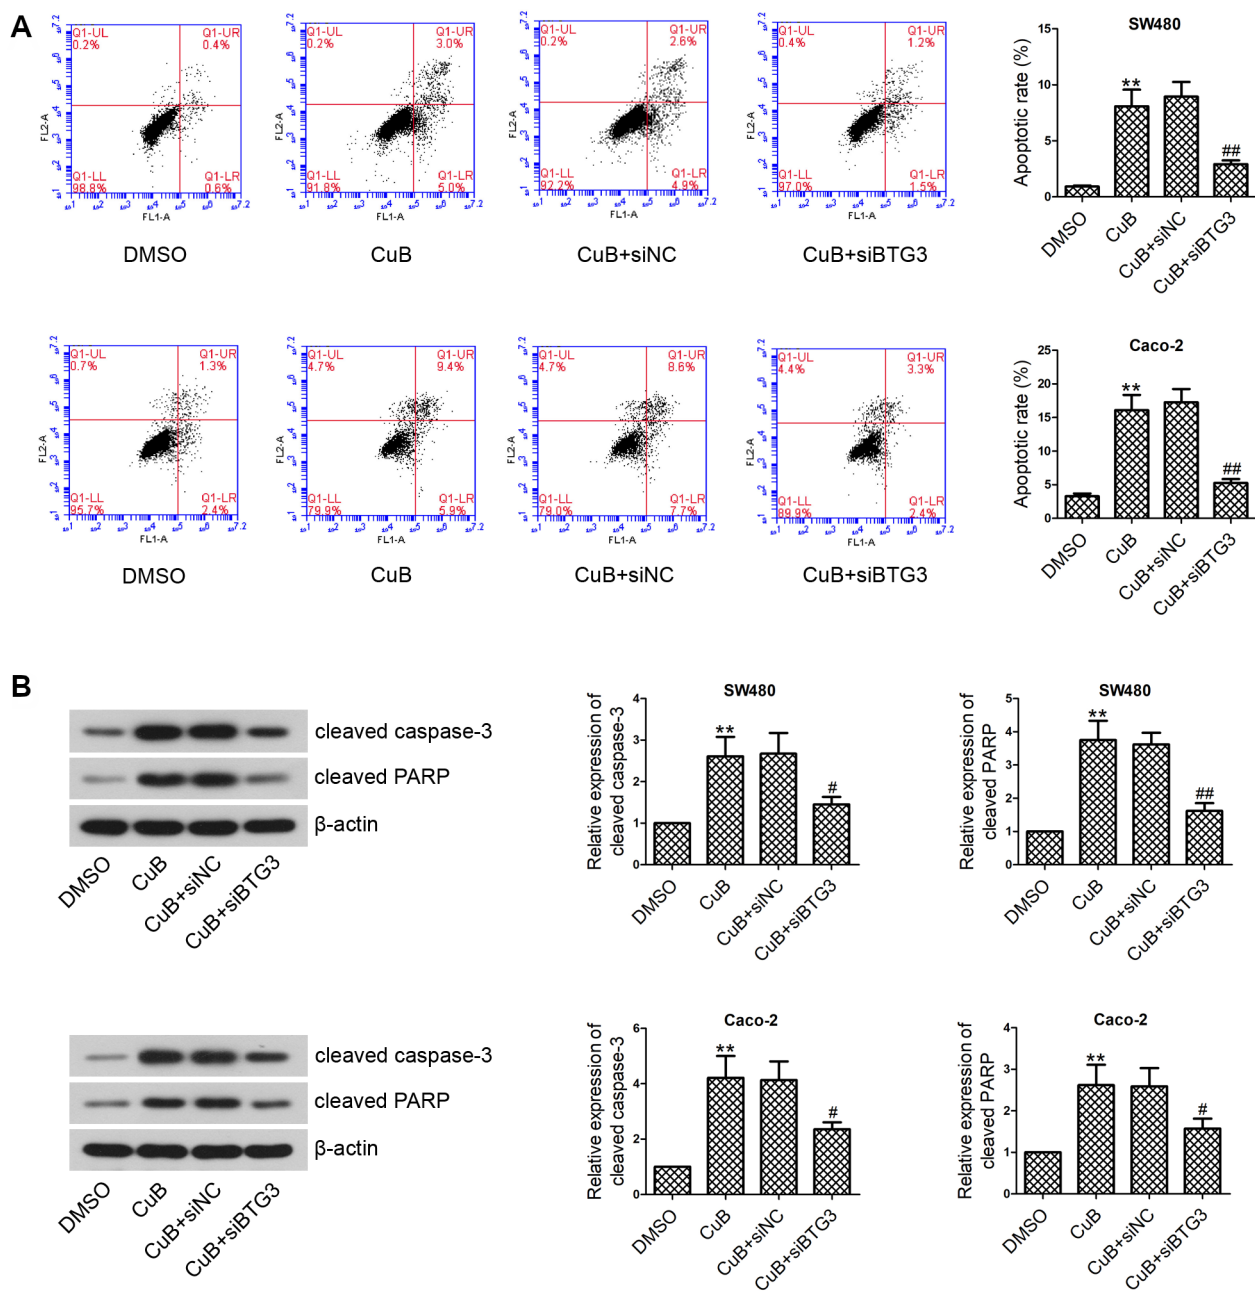 A
Q1-UL
0.2%
Q1-UR
0.4%
Q1-LL
98.8%
Q1-LR
0.6%
FL2-A
FL1-A
DMSO
Q1-UL
0.2%
Q1-UR
3.0%
Q1-LL
91.8%
Q1-LR
5.0%
FL2-A
FL1-A
CuB
Q1-UL
0.2%
Q1-UR
2.6%
Q1-LL
92.2%
Q1-LR
4.9%
FL2-A
FL1-A
CuB+siNC
Q1-UL
0.4%
Q1-UR
1.2%
Q1-LL
97.0%
Q1-LR
1.5%
FL2-A
FL1-A
CuB+siBTG3
SW480
Apoptotic rate (%)
15
10
5
0
**
##
DMSO
CuB
CuB+siNC
CuB+siBTG3
Q1-UL
0.7%
Q1-UR
1.3%
Q1-LL
95.7%
Q1-LR
2.4%
FL2-A
FL1-A
DMSO
Q1-UL
4.7%
Q1-UR
9.4%
Q1-LL
79.9%
Q1-LR
5.9%
FL2-A
FL1-A
CuB
Q1-UL
4.7%
Q1-UR
8.6%
Q1-LL
79.0%
Q1-LR
7.7%
FL2-A
FL1-A
CuB+siNC
Q1-UL
4.4%
Q1-UR
3.3%
Q1-LL
89.9%
Q1-LR
2.4%
FL2-A
FL1-A
CuB+siBTG3
Caco-2
Apoptotic rate (%)
25
20
15
10
5
0
**
##
DMSO
CuB
CuB+siNC
CuB+siBTG3
B
cleaved caspase-3
cleaved PARP
β-actin
DMSO
CuB
CuB+siNC
CuB+siBTG3
SW480
Relative expression of
cleaved caspase-3
4
3
2
1
0
**
#
DMSO
CuB
CuB+siNC
CuB+siBTG3
SW480
Relative expression of
cleaved PARP
5
4
3
2
1
0
**
##
DMSO
CuB
CuB+siNC
CuB+siBTG3
cleaved caspase-3
cleaved PARP
β-actin
DMSO
CuB
CuB+siNC
CuB+siBTG3
Caco-2
Relative expression of
cleaved caspase-3
6
4
2
0
**
#
DMSO
CuB
CuB+siNC
CuB+siBTG3
Caco-2
Relative expression of
cleaved PARP
4
3
2
1
0
**
#
DMSO
CuB
CuB+siNC
CuB+siBTG3